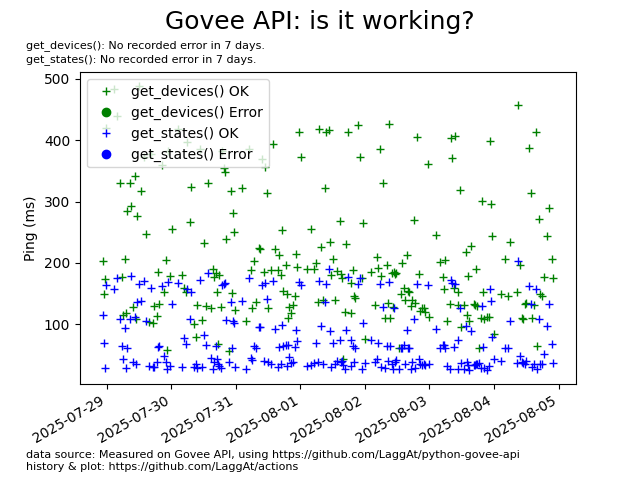 Govee API: is it working?
get_devices(): No recorded error in 7 days.
get_states(): No recorded error in 7 days.
get_devices() OK
get_devices() Error
get_states() OK
get_states() Error
Ping (ms)
500
400
300
200
100
2025-07-29
2025-07-30
2025-07-31
2025-08-01
2025-08-02
2025-08-03
2025-08-04
2025-08-05
data source: Measured on Govee API, using https://github.com/LaggAt/python-govee-api
history & plot: https://github.com/LaggAt/actions